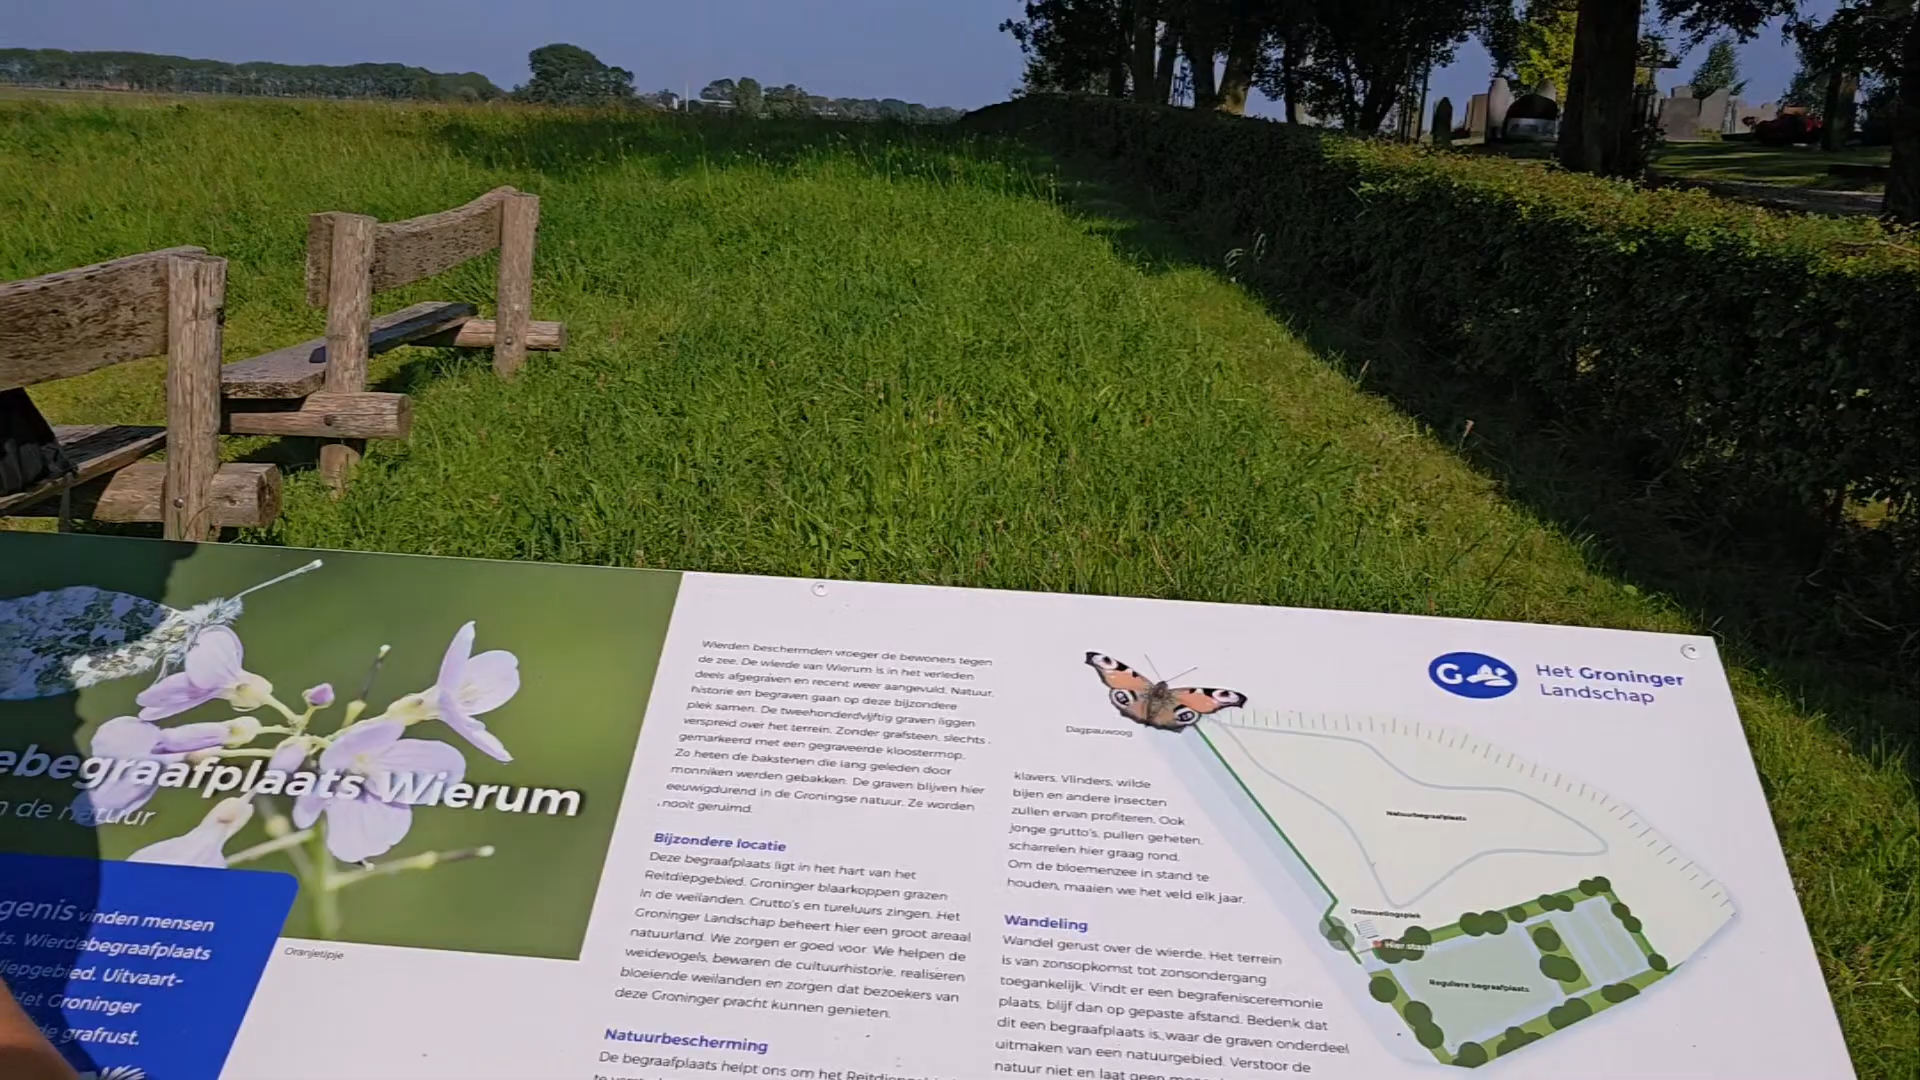 begraafplaats Wierum
de natuur
vinden mensen
Wierdebegraafplaats
Uitvaart-
Het Groninger
grafrust.
Oranjetipje
Wierden beschermden vroeger de bewoners tegen
de zee. De wierde van Wierum is in het verleden
deels afgegraven en recent weer aangevuld. Natuur,
historie en begraven gaan op deze bijzondere
plek samen. De tweehonderdvijftig graven liggen
verspreid over het terrein. Zonder grafsteen, slechts
gemarkeerd met een gegraveerde kloostermop.
Zo heten de bakstenen die lang geleden door
monniken werden gebakken. De graven blijven hier
eeuwigdurend in de Groningse natuur. Ze worden
nooit geruimd.
Bijzondere locatie
Deze begraafplaats ligt in het hart van het
Reitdiepgebied. Groninger blaarkoppen grazen
in de weilanden. Grutto's en tureluurs zingen. Het
Groninger Landschap beheert hier een groot areaal
natuurland. We zorgen er goed voor. We helpen de
weidevogels, bewaren de cultuurhistorie, realiseren
bloeiende weilanden en zorgen dat bezoekers van
deze Groninger pracht kunnen genieten.
Natuurbescherming
De begraafplaats helpt ons om het
Dagpauwoog
klavers. Vlinders, wilde
bijen en andere insecten
zullen ervan profiteren. Ook
jonge grutto's, pullen geheten,
scharrelen hier graag rond.
Om de bloemenzee in stand te
houden, maaien we het veld elk jaar.
Wandeling
Wandel gerust over de wierde. Het terrein
is van zonsopkomst tot zonsondergang
toegankelijk. Vindt er een begrafenisceremonie
plaats, blijf dan op gepaste afstand. Bedenk dat
dit een begraafplaats is, waar de graven onderdeel
uitmaken van een natuurgebied. Verstoor de
natuur niet en laat geen
G
Het Groninger
Landschap
Natuurbegraafplaats
Ontmoetingsplek
Hier staat
Reguliere begraafplaats